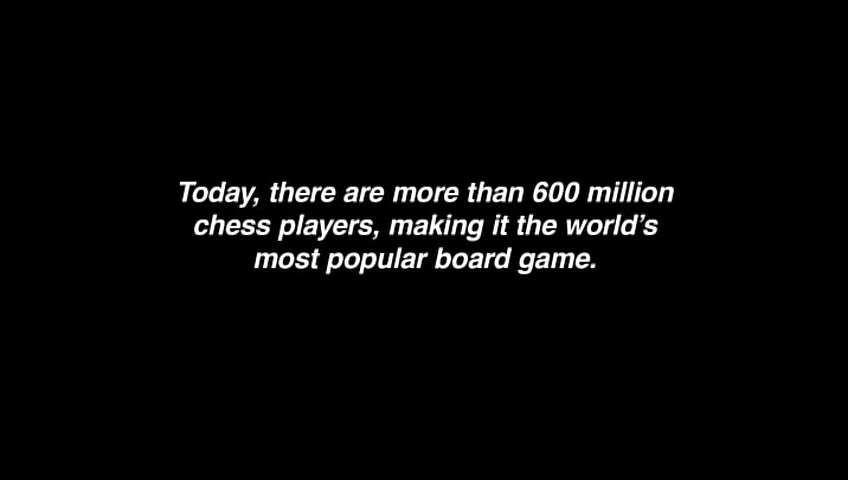 Today, there are more than 600 million
chess players, making it the world’s
most popular board game.